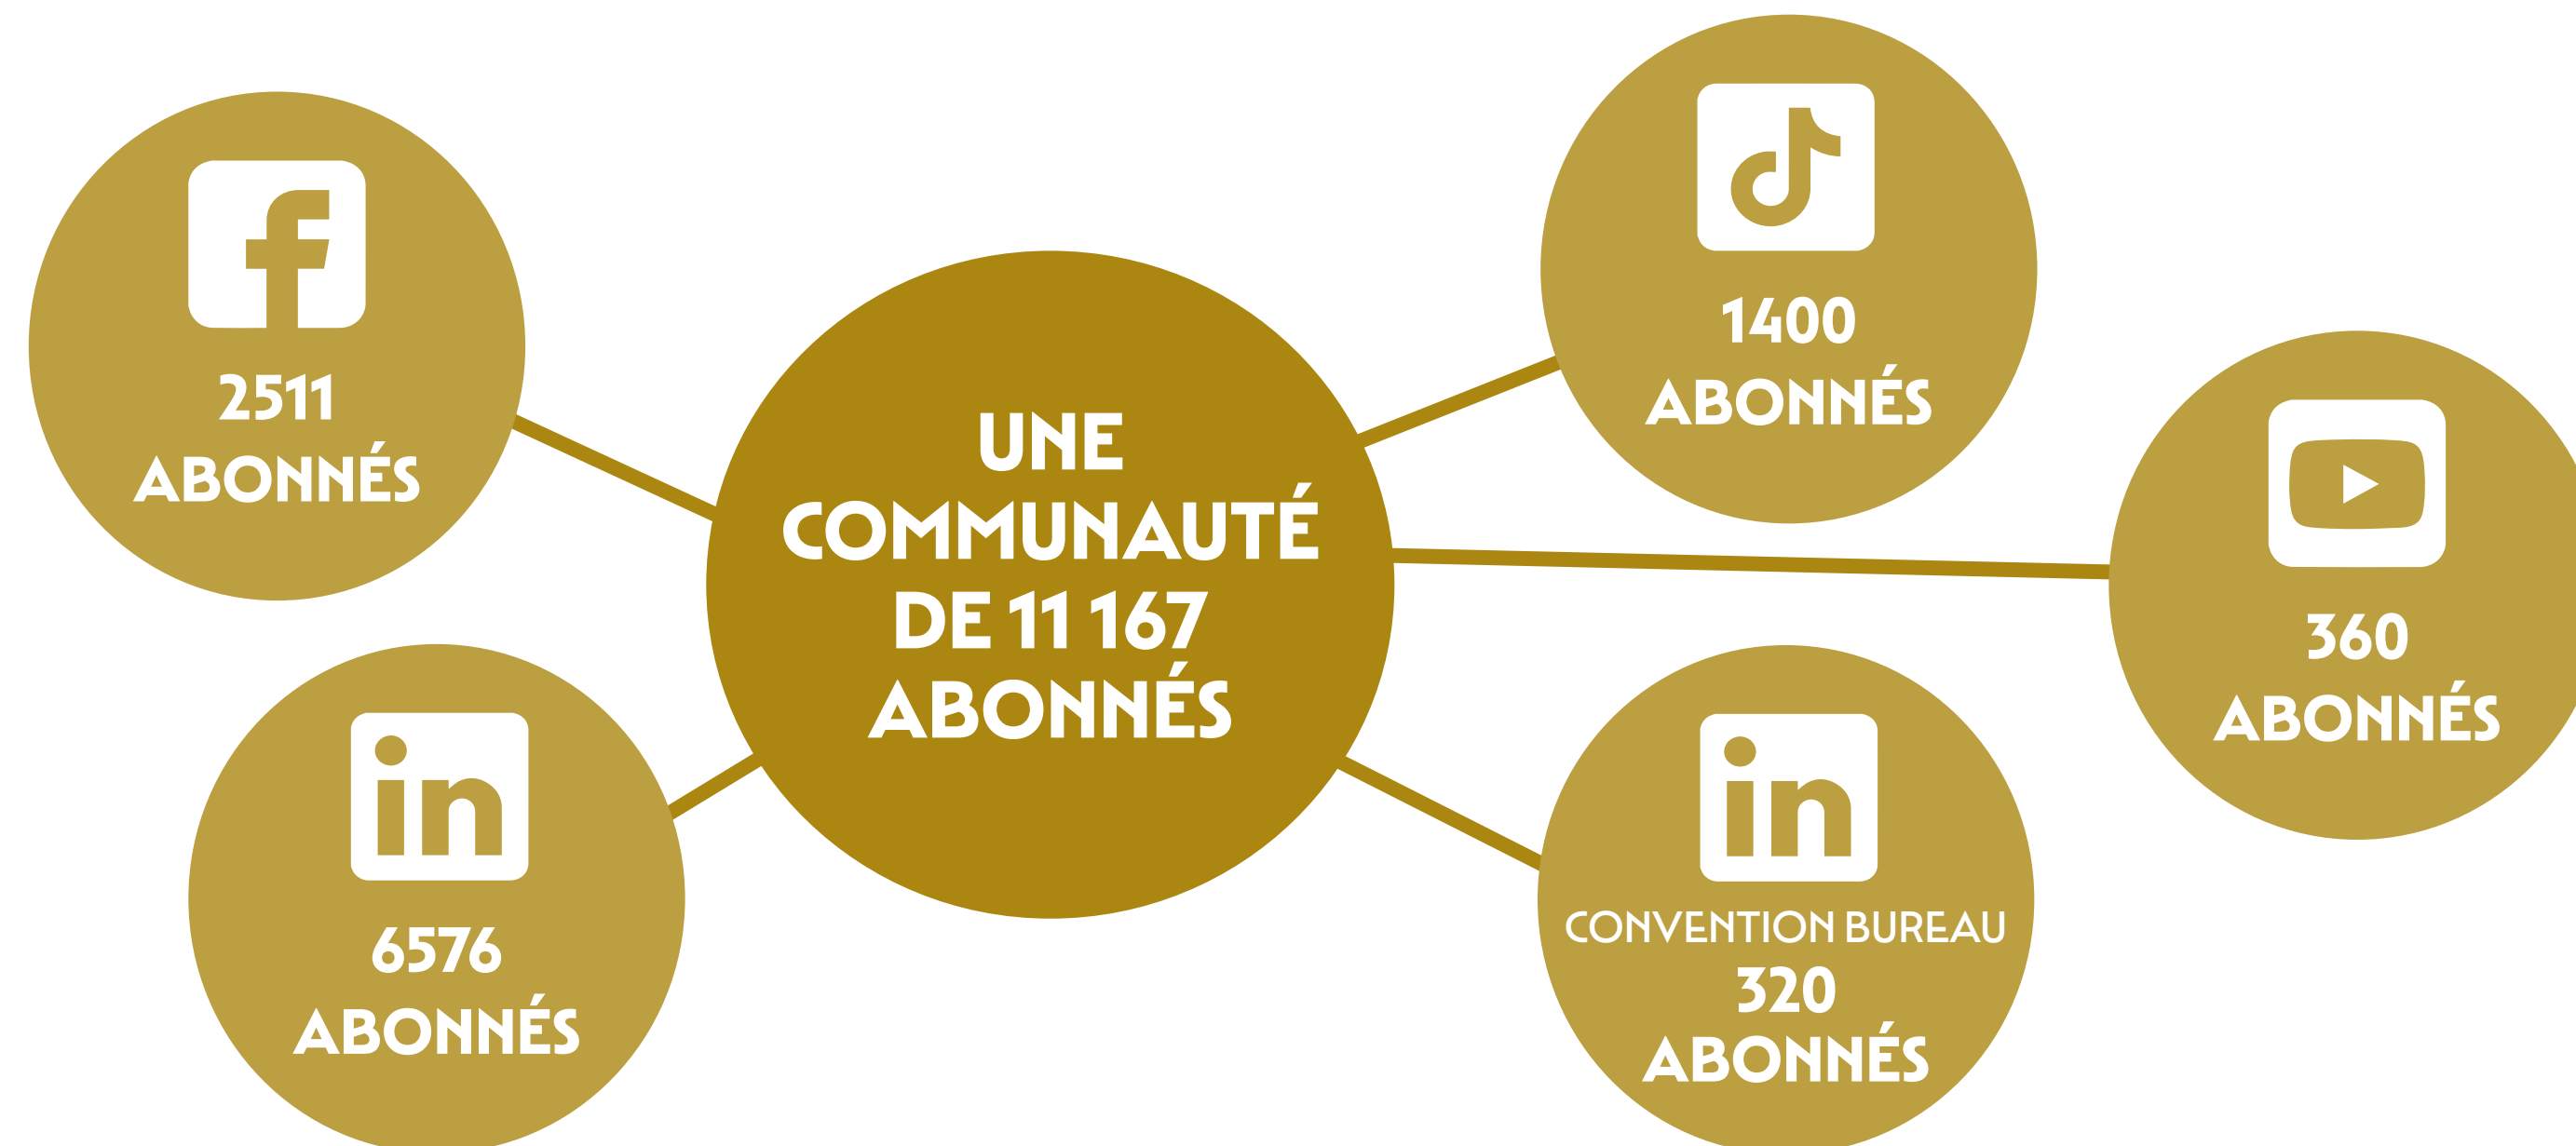 2511
ABONNÉS
6576
ABONNÉS
UNE
COMMUNAUTÉ
DE 11 167
ABONNÉS
1400
ABONNÉS
360
ABONNÉS
CONVENTION BUREAU
320
ABONNÉS